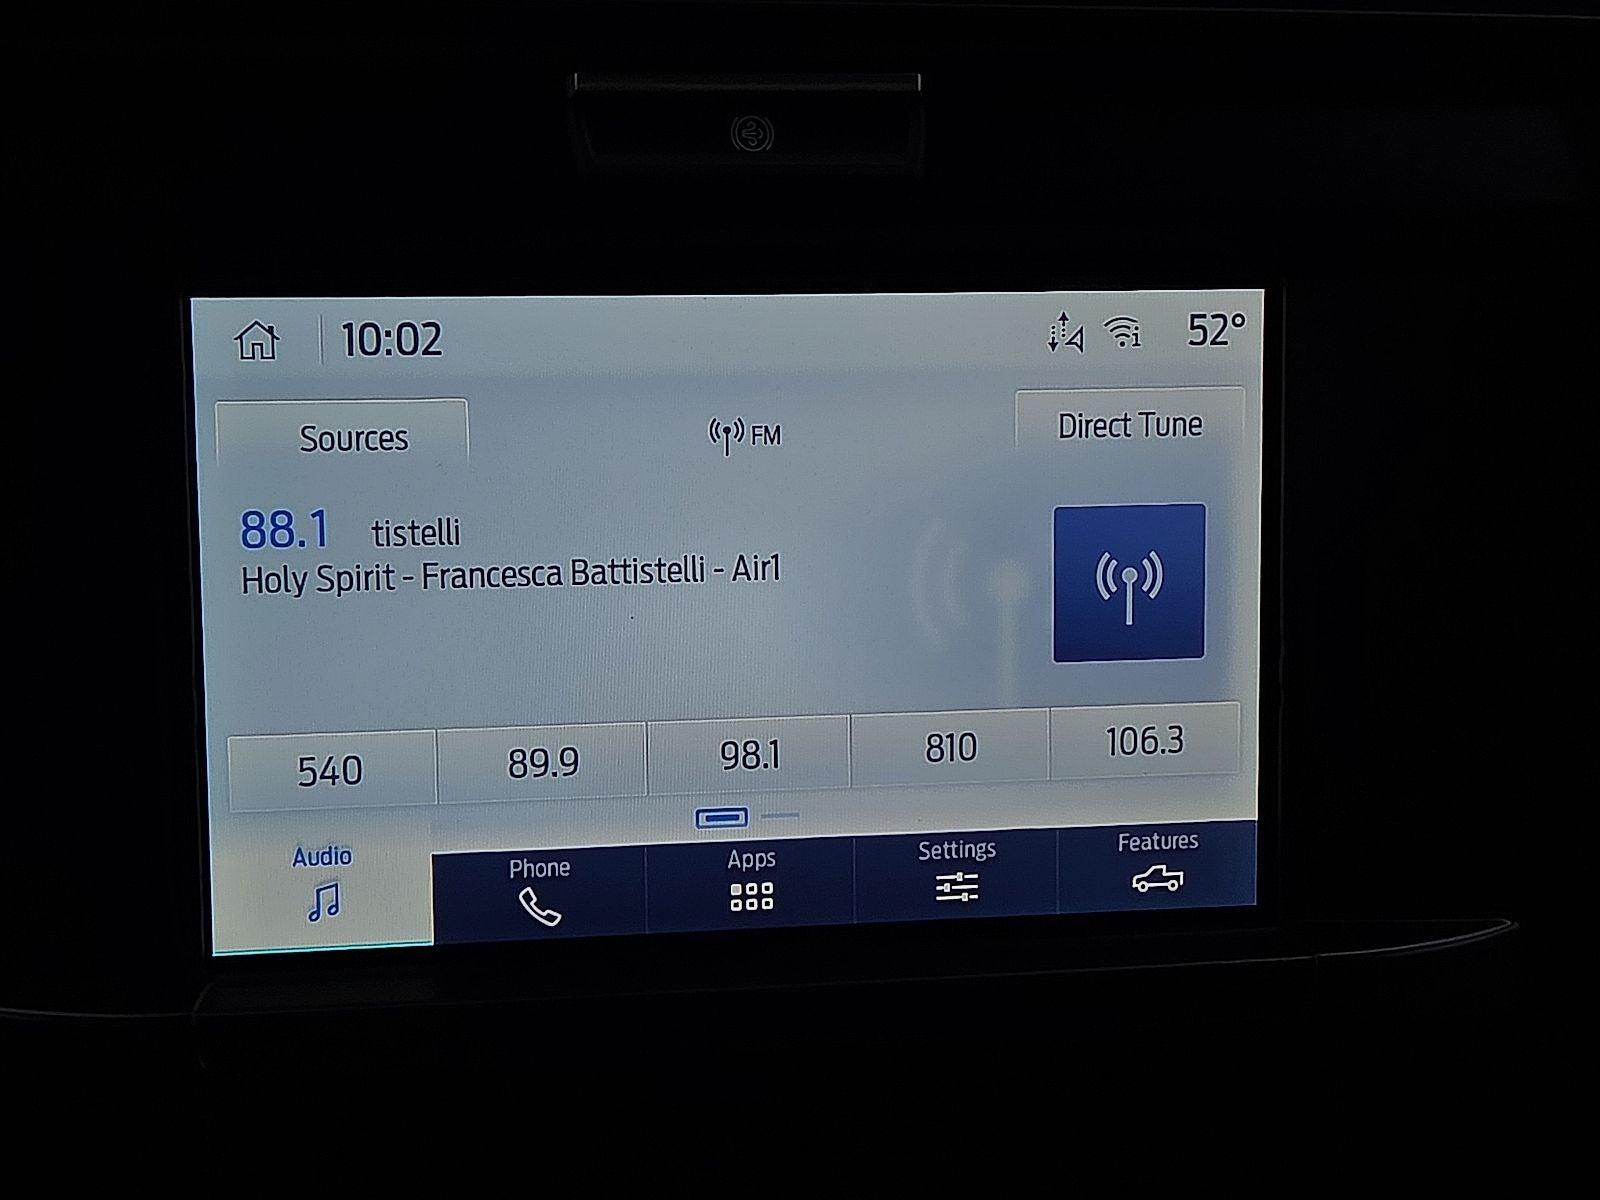 10:02
52°
Sources
FM
Direct Tune
88.1 tistelli
Holy Spirit - Francesca Battistelli - Air1
540 89.9 98.1 810 106.3
Audio Phone Apps Settings Features